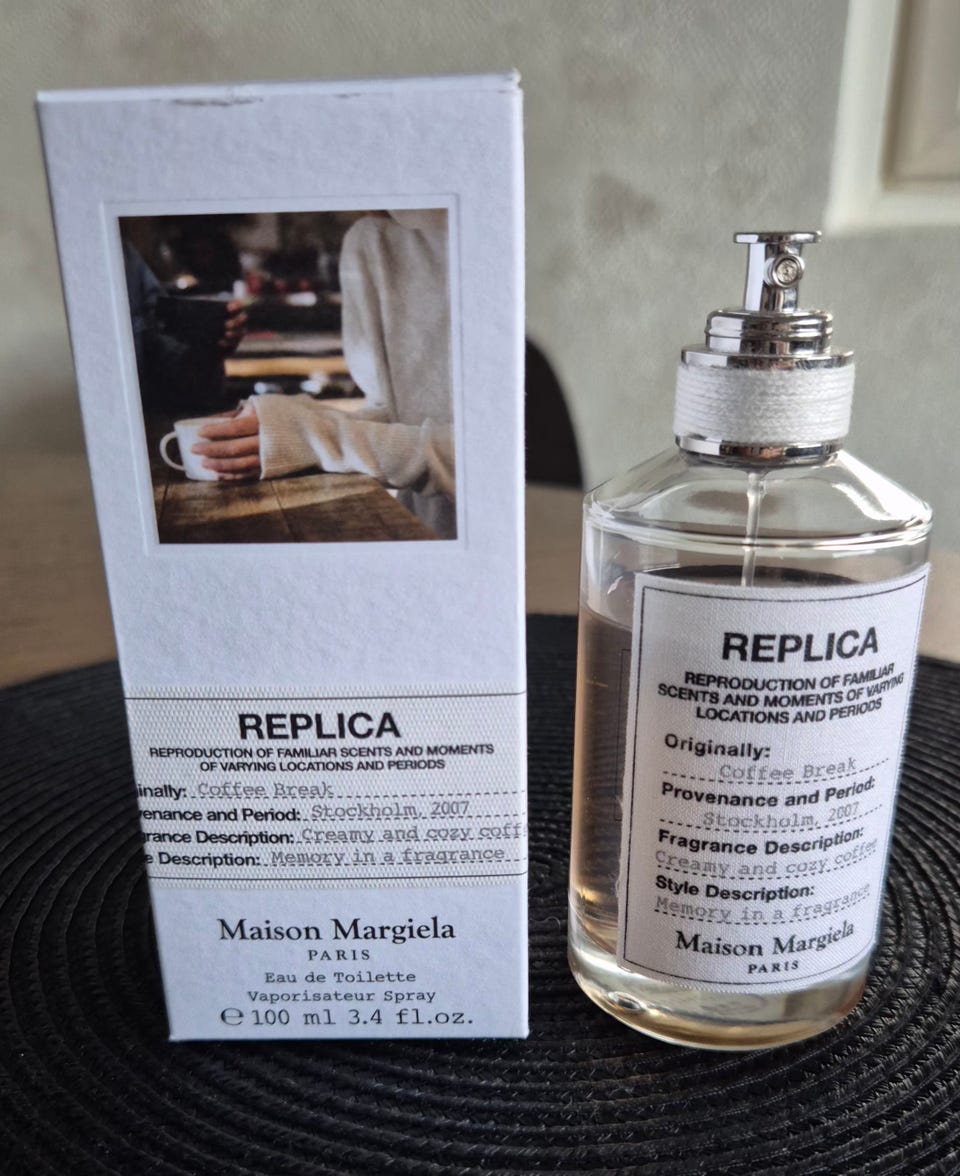 REPLICA
REPRODUCTION OF FAMILIAR SCENTS AND MOMENTS
OF VARYING LOCATIONS AND PERIODS
inally: Coffee Break
venance and Period: Stockholm, 2007
grance Description: Creamy and cozy coff
e Description: Memory in a fragrance
Maison Margiela
PARIS
Eau de Toilette
Vaporisateur Spray
℮ 100 ml 3.4 fl.oz.
REPLICA
REPRODUCTION OF FAMILIAR
SCENTS AND MOMENTS OF VARYING
LOCATIONS AND PERIODS
Originally:
Coffee Break
Provenance and Period:
Stockholm, 2007
Fragrance Description:
Creamy and cozy coffee
Style Description:
Memory in a fragrance
Maison Margiela
PARIS